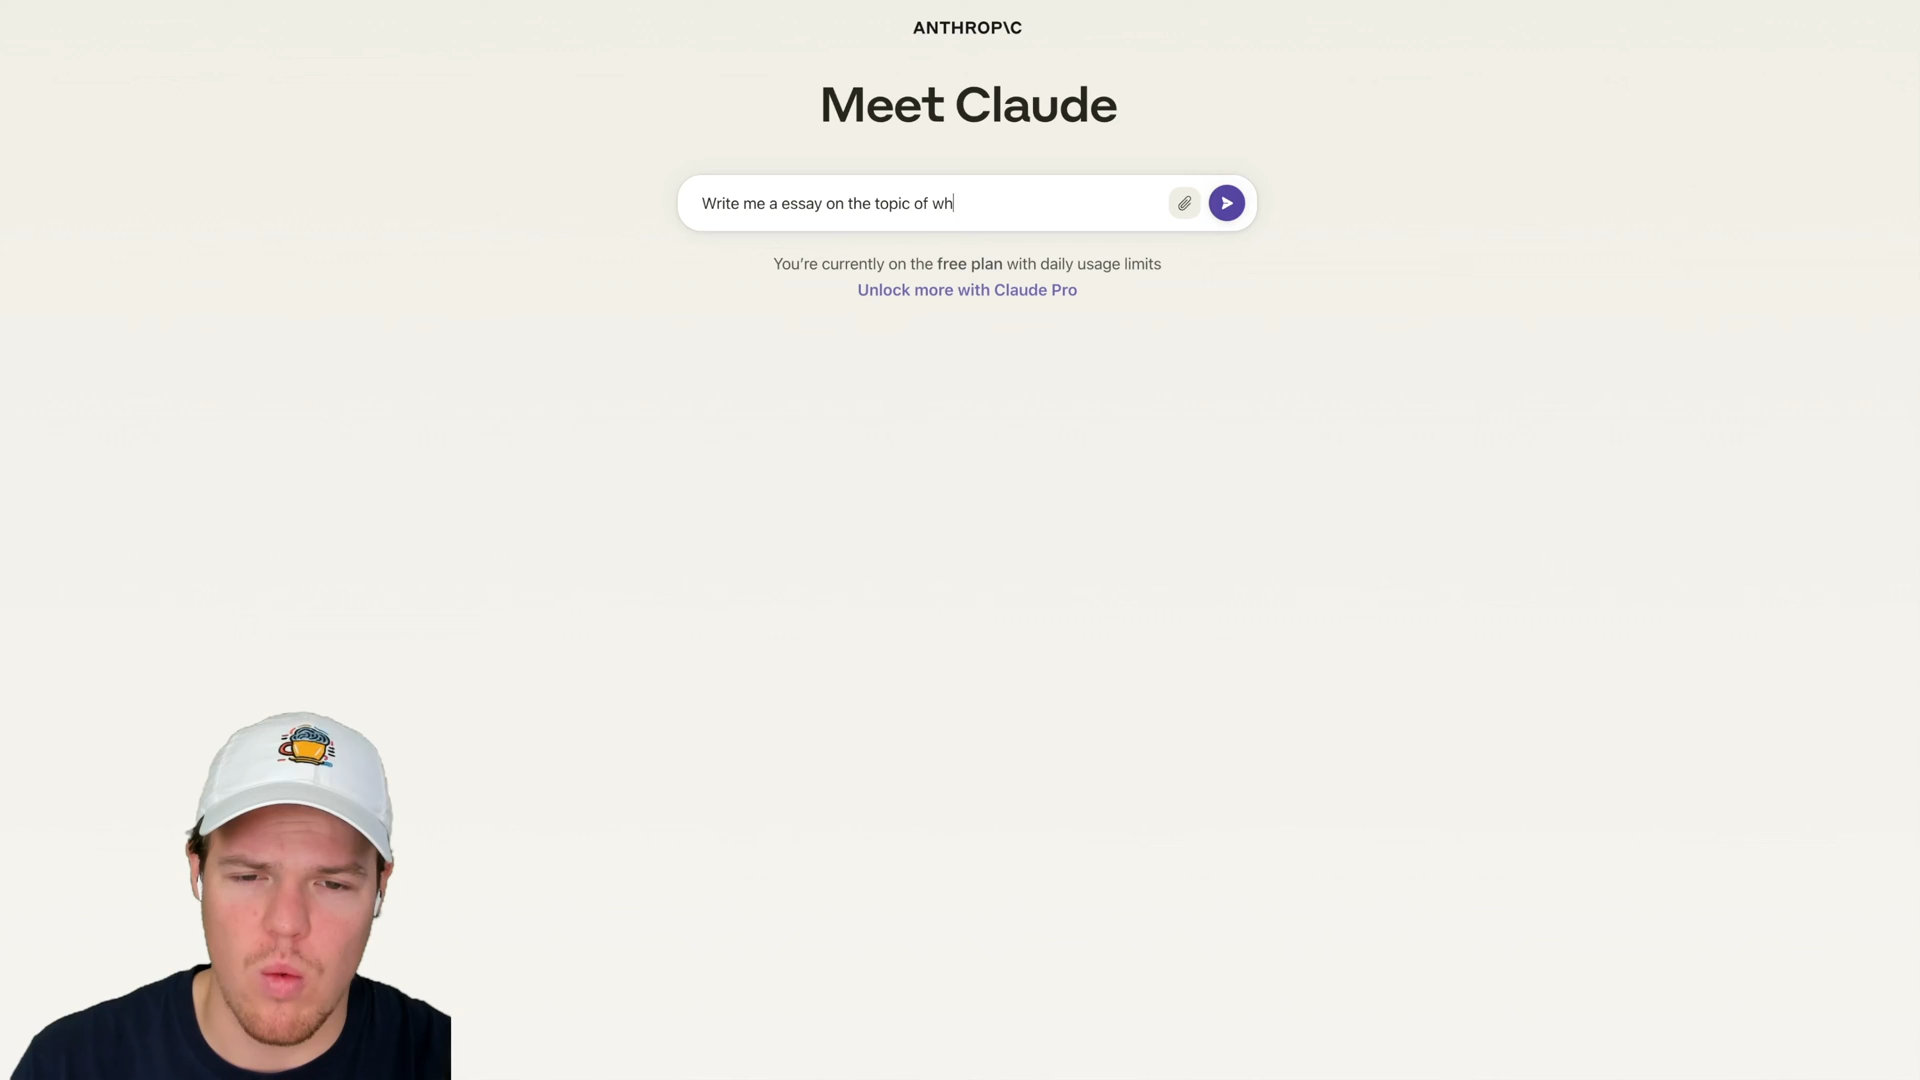 ANTHROP\C
Meet Claude
Write me a essay on the topic of wh
You’re currently on the free plan with daily usage limits
Unlock more with Claude Pro